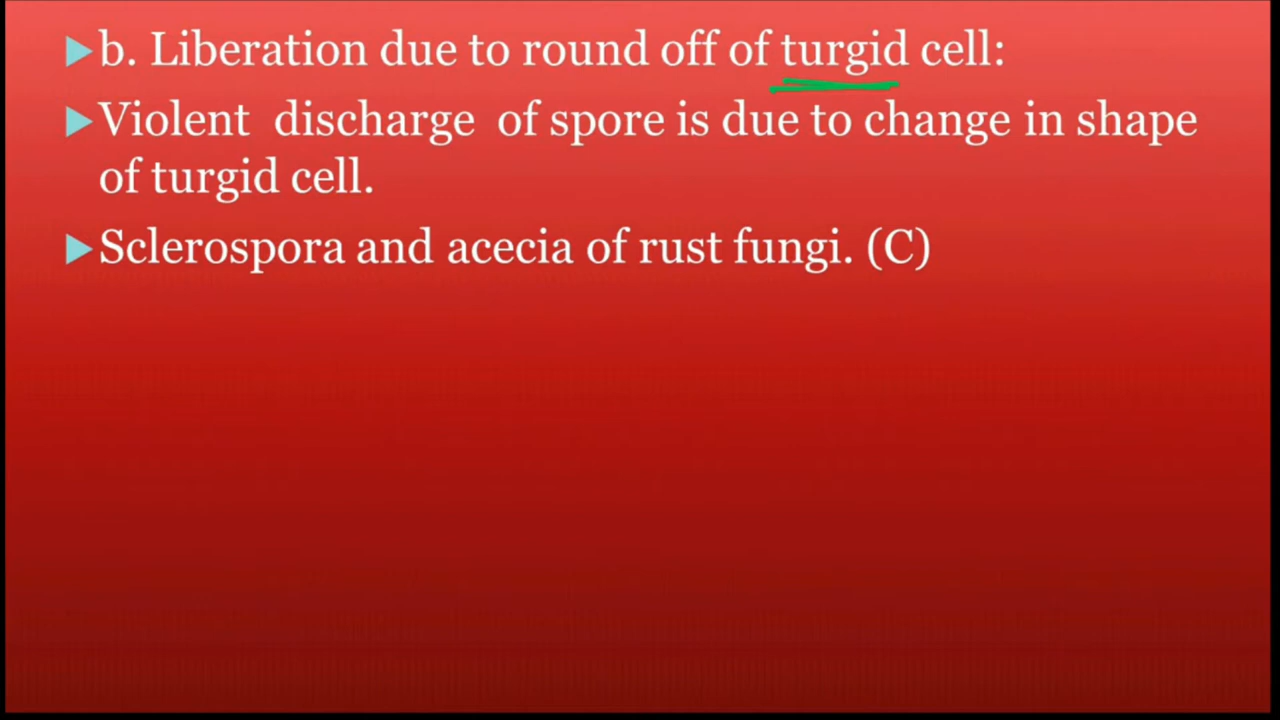 b. Liberation due to round off of turgid cell:
Violent discharge of spore is due to change in shape
of turgid cell.
Sclerospora and acecia of rust fungi. (C)